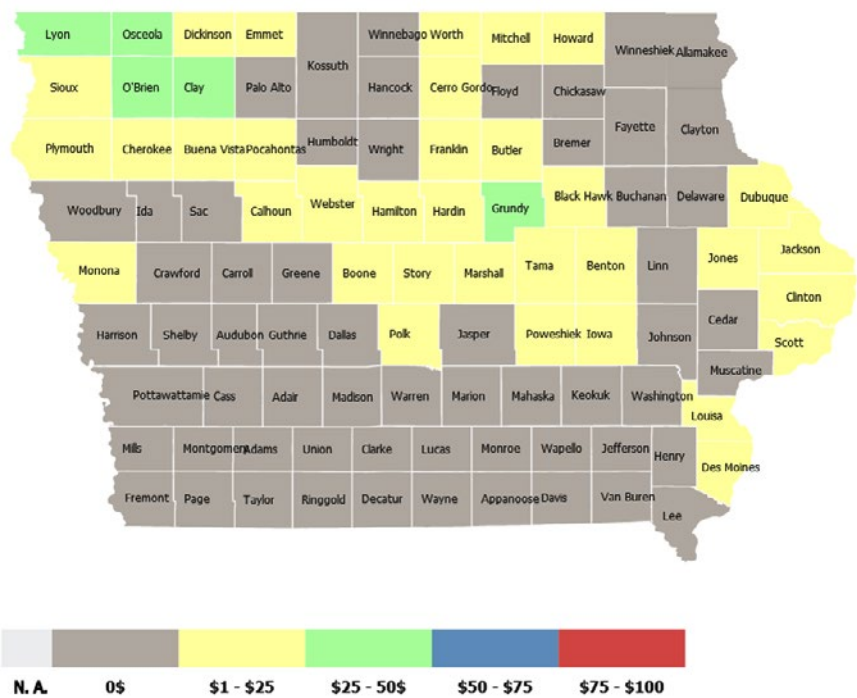 Lyon Osceola Dickinson Emmet Winnebago Worth Mitchell Howard
Kossuth Winneshiek Allamakee
Sioux O'Brien Clay Palo Alto Hancock Cerro Gordo Floyd Chickasaw
Plymouth Cherokee Buena Vista Pocahontas Humboldt Wright Franklin Butler Bremer Fayette Clayton
Woodbury Ida Sac Calhoun Webster Hamilton Hardin Grundy Black Hawk Buchanan Delaware Dubuque
Monona Crawford Carroll Greene Boone Story Marshall Tama Benton Linn Jones Jackson
Clinton
Harrison Shelby Audubon Guthrie Dallas Polk Jasper Poweshiek Iowa Johnson Cedar Scott
Muscatine
Pottawattamie Cass Adair Madison Warren Marion Mahaska Keokuk Washington
Louisa
Mills Montgomery Adams Union Clarke Lucas Monroe Wapello Jefferson Henry Des Moines
Fremont Page Taylor Ringgold Decatur Wayne Appanoose Davis Van Buren
Lee
N. A. 0$ $1 - $25 $25 - 50$ $50 - $75 $75 - $100